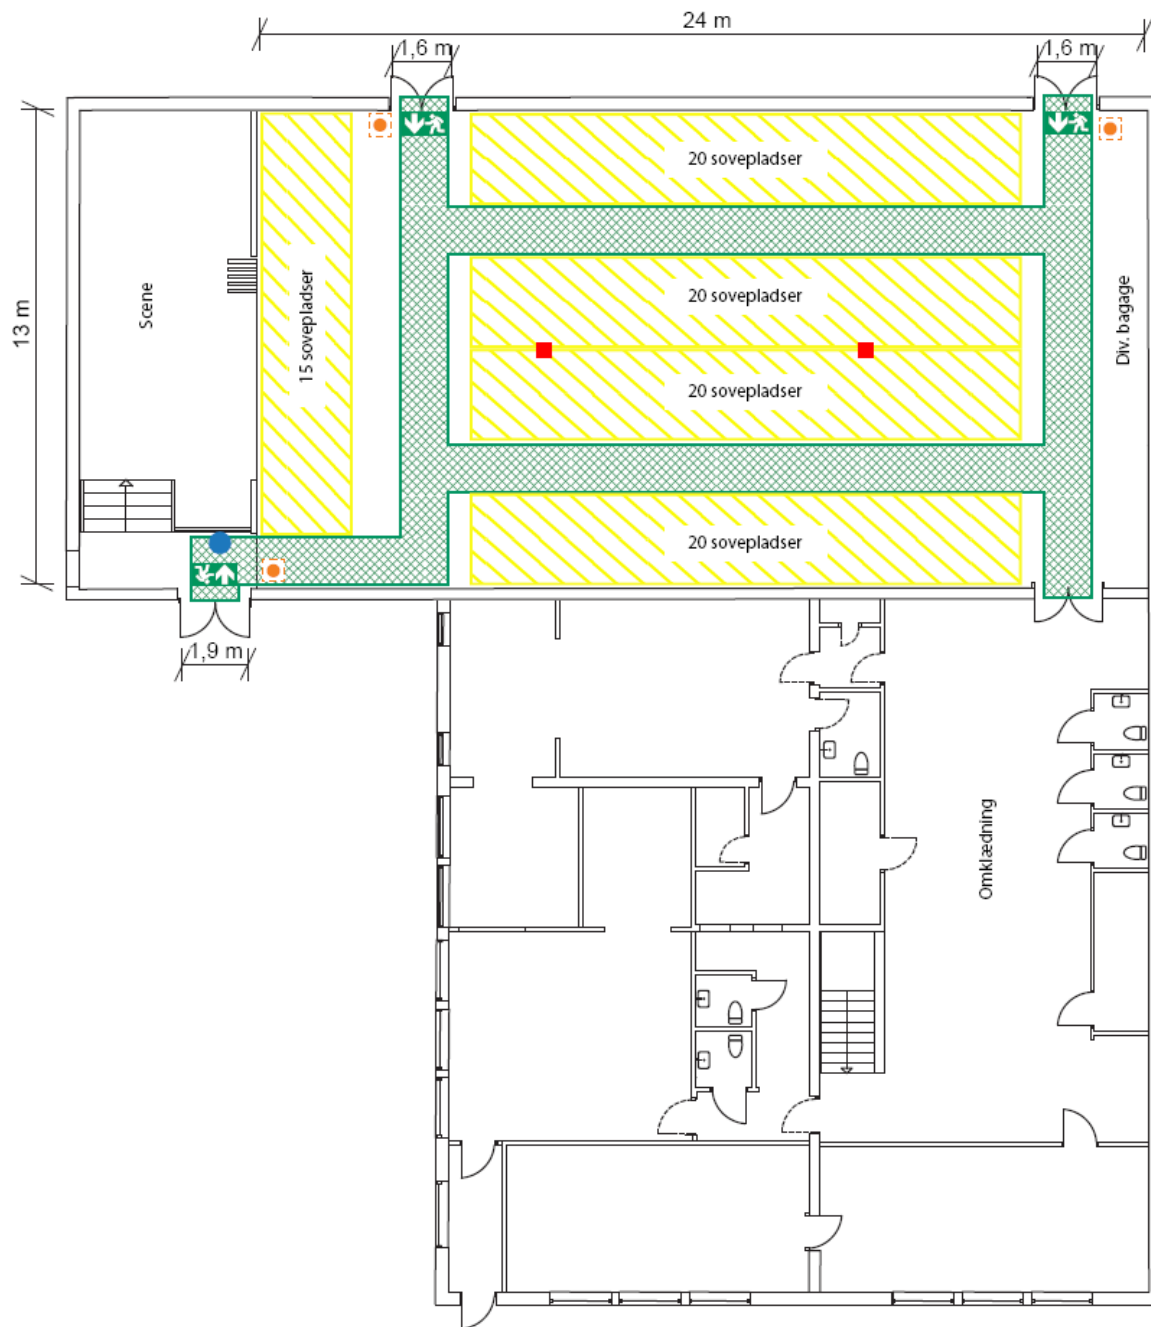 24 m
1,6 m
1,6 m
20 sovepladser
13 m
Scene
15 sovepladser
20 sovepladser
Div. bagage
20 sovepladser
20 sovepladser
1,9 m
Omklædning